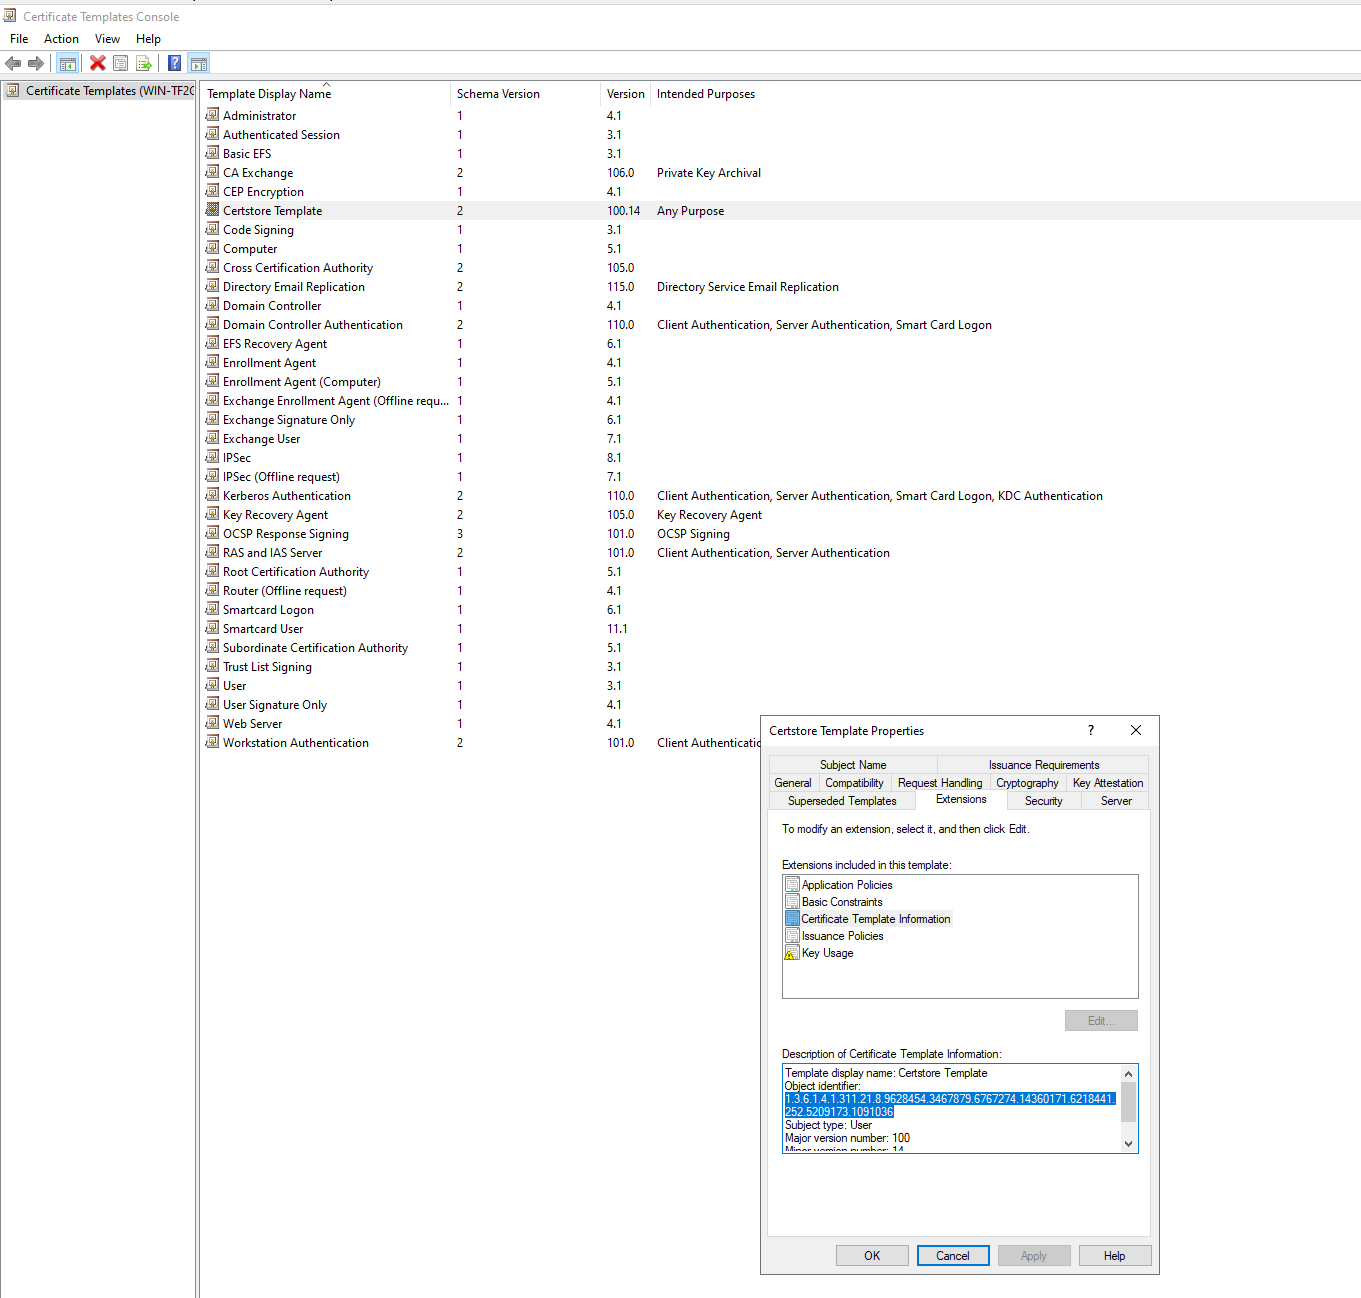 Certificate Templates Console
File Action View Help
Certificate Templates (WIN-TF2
Template Display Name Schema Version Version Intended Purposes
Administrator 1 4.1
Authenticated Session 1 3.1
Basic EFS 1 3.1
CA Exchange 2 106.0 Private Key Archival
CEP Encryption 1 4.1
Certstore Template 2 100.14 Any Purpose
Code Signing 1 3.1
Computer 1 5.1
Cross Certification Authority 2 105.0
Directory Email Replication 2 115.0 Directory Service Email Replication
Domain Controller 1 4.1
Domain Controller Authentication 2 110.0 Client Authentication, Server Authentication, Smart Card Logon
EFS Recovery Agent 1 6.1
Enrollment Agent 1 4.1
Enrollment Agent (Computer) 1 5.1
Exchange Enrollment Agent (Offline requ... 1 4.1
Exchange Signature Only 1 6.1
Exchange User 1 7.1
IPSec 1 8.1
IPSec (Offline request) 1 7.1
Kerberos Authentication 2 110.0 Client Authentication, Server Authentication, Smart Card Logon, KDC Authentication
Key Recovery Agent 2 105.0 Key Recovery Agent
OCSP Response Signing 3 101.0 OCSP Signing
RAS and IAS Server 2 101.0 Client Authentication, Server Authentication
Root Certification Authority 1 5.1
Router (Offline request) 1 4.1
Smartcard Logon 1 6.1
Smartcard User 1 11.1
Subordinate Certification Authority 1 5.1
Trust List Signing 1 3.1
User 1 3.1
User Signature Only 1 4.1
Web Server 1 4.1
Workstation Authentication 2 101.0 Client Authenticatio
Certstore Template Properties ?
Subject Name Issuance Requirements
General Compatibility Request Handling Cryptography Key Attestation
Superseded Templates Extensions Security Server
To modify an extension, select it, and then click Edit.
Extensions included in this template:
Application Policies
Basic Constraints
Certificate Template Information
Issuance Policies
Key Usage
Edit...
Description of Certificate Template Information:
Template display name: Certstore Template
Object identifier:
1.3.6.1.4.1.311.21.8.9628454.3467879.6767274.14360171.6218441.
252.5209173.1091036
Subject type: User
Major version number: 100
Minor version number: 14
OK Cancel Apply Help